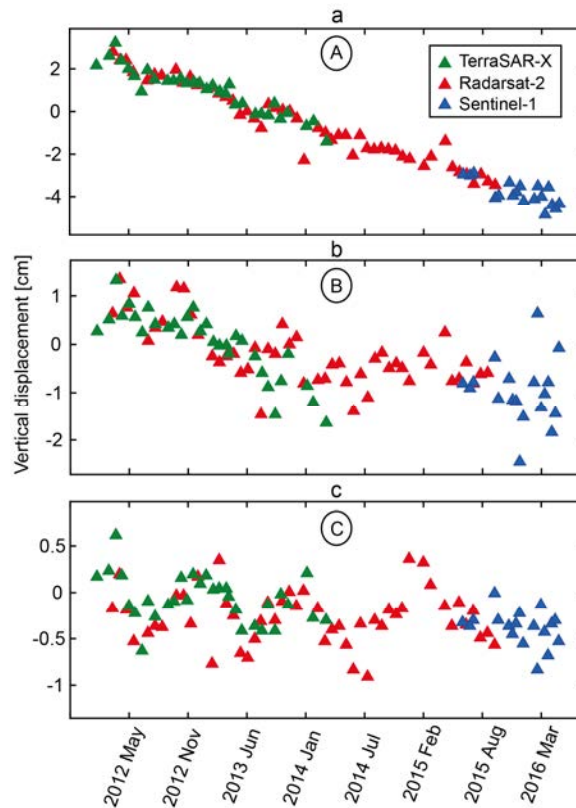 a
A
TerraSAR-X
Radarsat-2
Sentinel-1
2
0
-2
-4
b
B
1
0
-1
-2
Vertical displacement [cm]
c
C
0.5
0
-0.5
-1
2012 May
2012 Nov
2013 Jun
2014 Jan
2014 Jul
2015 Feb
2015 Aug
2016 Mar